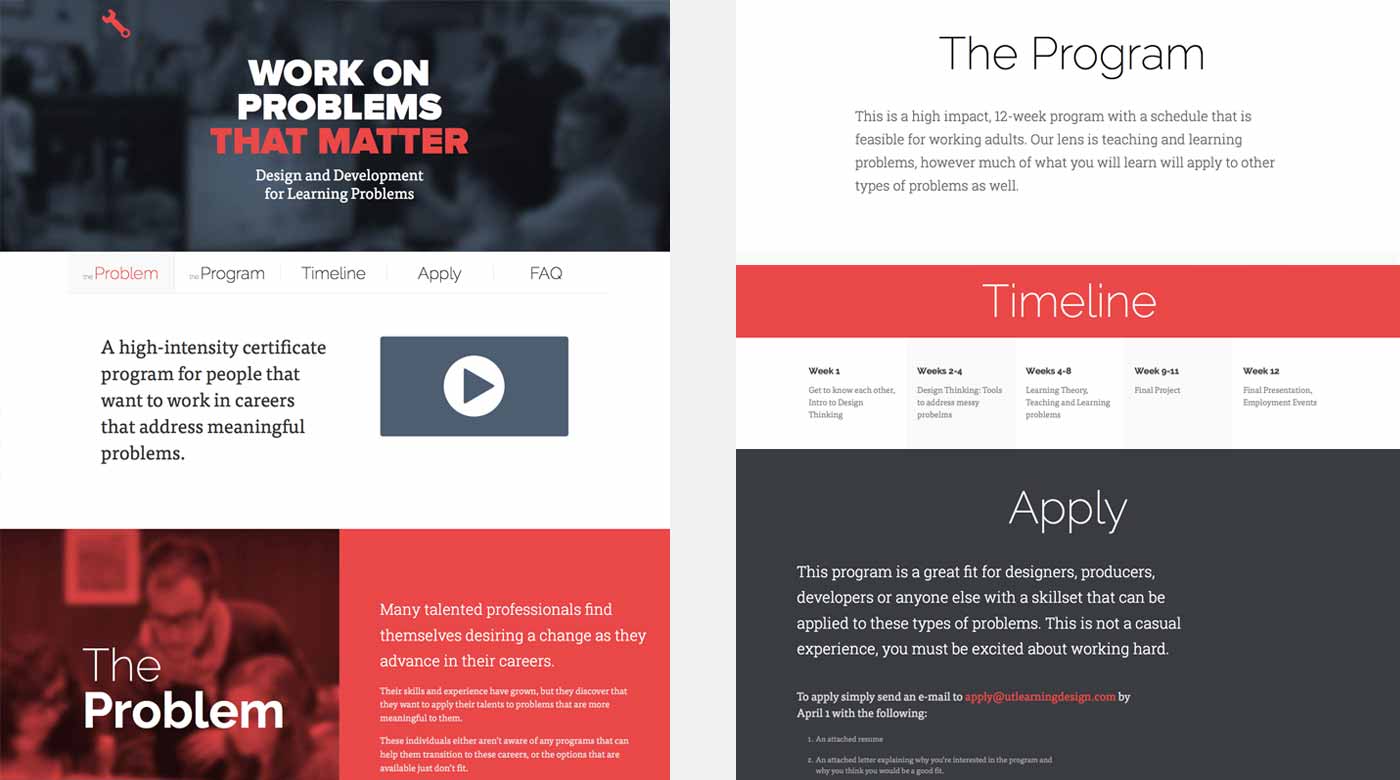 WORK ON
PROBLEMS
THAT MATTER
Design and Development
for Learning Problems
the Problem
the Program
Timeline
Apply
FAQ
A high-intensity certificate
program for people that
want to work in careers
that address meaningful
problems.
The
Problem
Many talented professionals find
themselves desiring a change as they
advance in their careers.
Their skills and experience have grown, but they discover that
they want to apply their talents to problems that are more
meaningful to them.
These individuals either aren't aware of any programs that can
help them transition to these careers, or the options that are
available just don't fit.
The Program
This is a high impact, 12-week program with a schedule that is
feasible for working adults. Our lens is teaching and learning
problems, however much of what you will learn will apply to other
types of problems as well.
Timeline
Week 1
Get to know each other,
Intro to Design
Thinking
Weeks 2-4
Design Thinking: Tools
to address messy
probelms
Weeks 4-8
Learning Theory,
Teaching and Learning
problems
Week 9-11
Final Project
Week 12
Final Presentation,
Employment Events
Apply
This program is a great fit for designers, producers,
developers or anyone else with a skillset that can be
applied to these types of problems. This is not a casual
experience, you must be excited about working hard.
To apply simply send an e-mail to apply@utlearningdesign.com by
April 1 with the following:
1. An attached resume
2. An attached letter explaining why you're interested in the program and
why you think you would be a good fit.